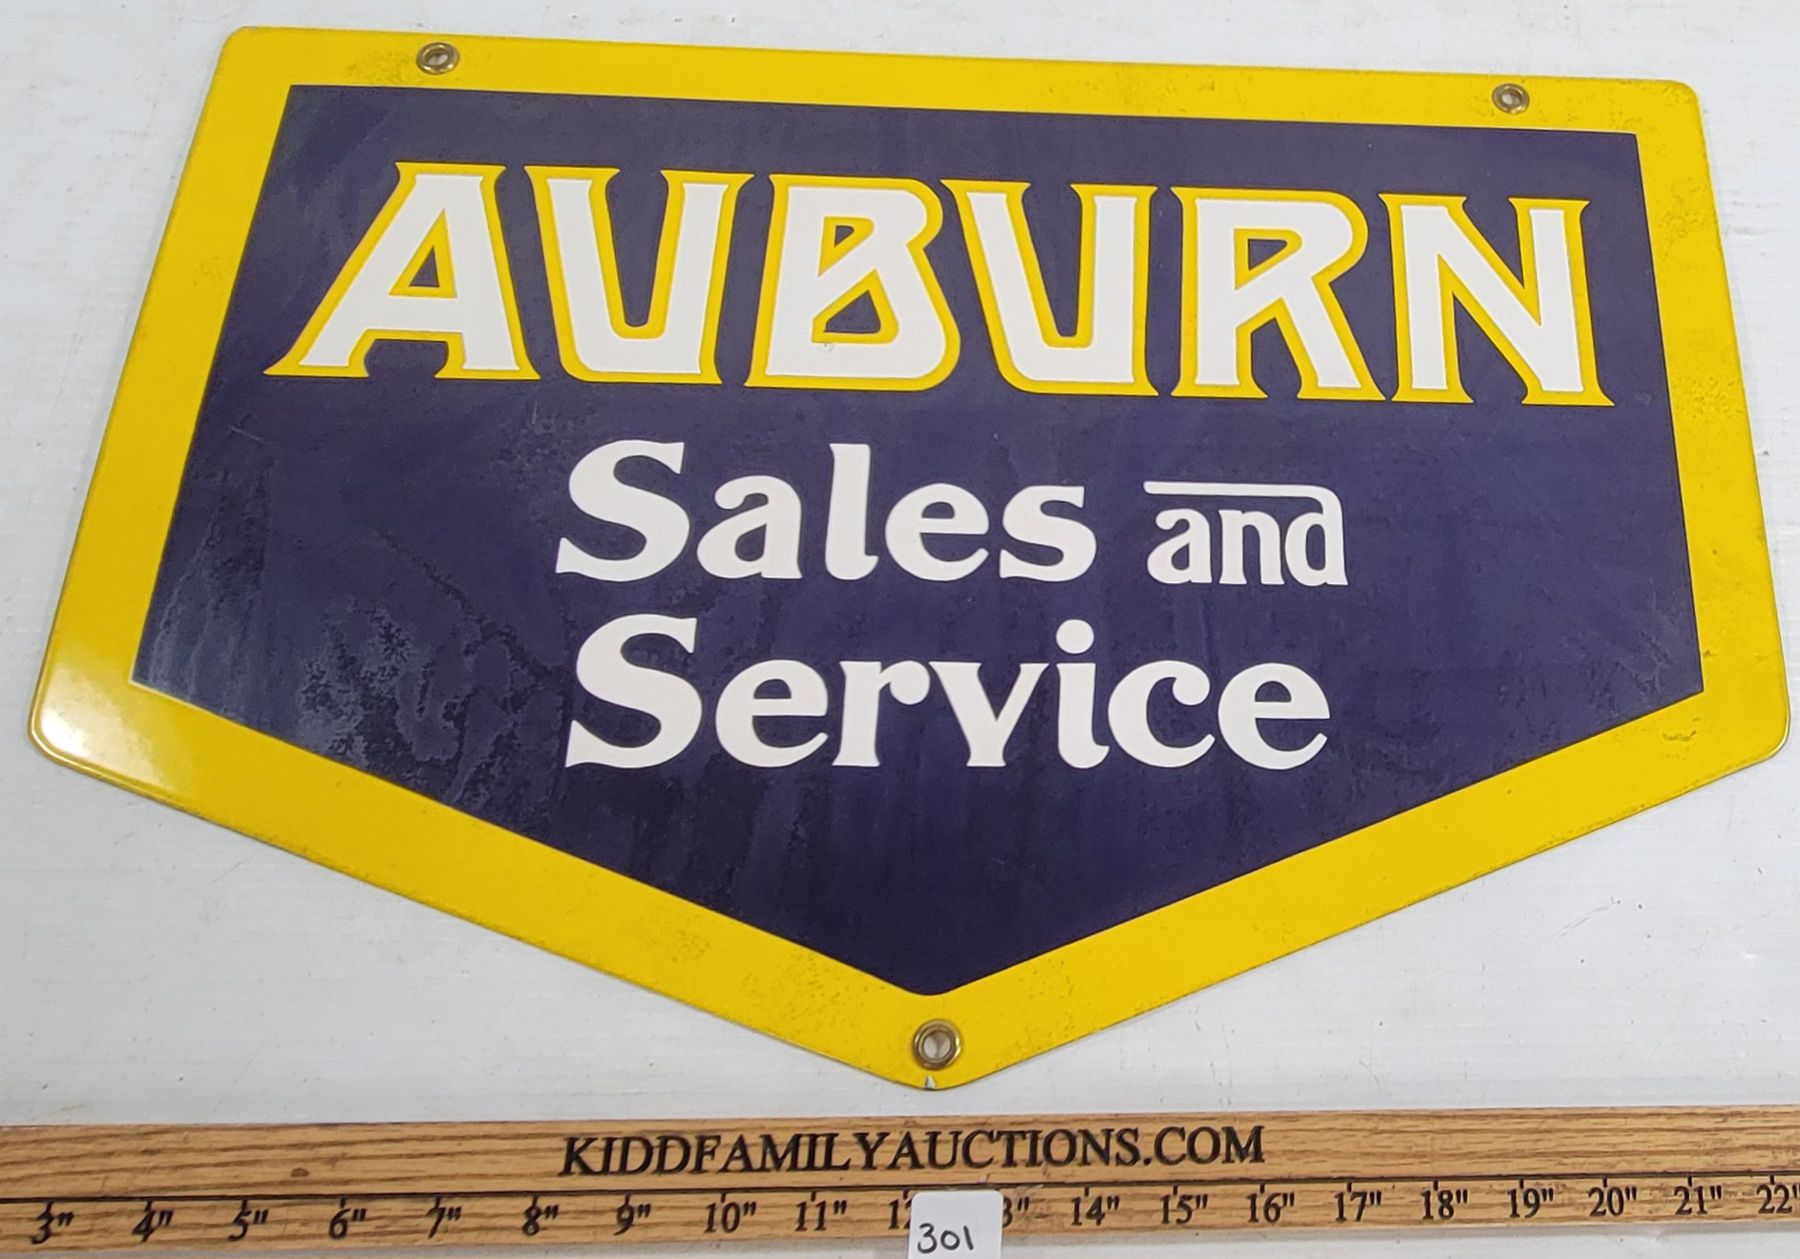 AUBURN
Sales and
Service
KIDDFAMILYAUCTIONS.COM
3" 4" 5" 6" 7" 8" 9" 10" 11" 3" 14" 15" 16" 17" 18" 19" 20" 21" 22"
301